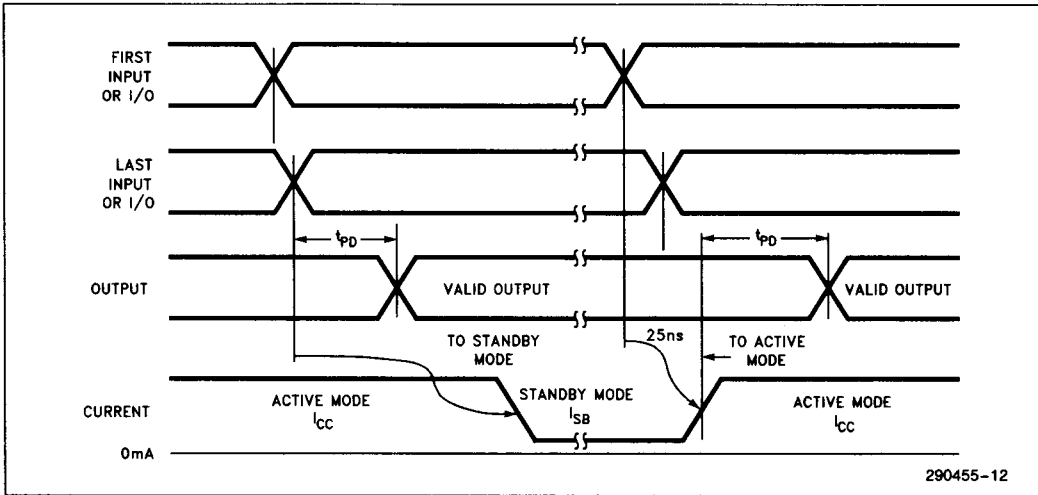 FIRST
INPUT
OR I/O
LAST
INPUT
OR I/O
tPD
tPD
OUTPUT
VALID OUTPUT
VALID OUTPUT
TO STANDBY
MODE
25ns
TO ACTIVE
MODE
CURRENT
ACTIVE MODE
ICC
STANDBY MODE
ISB
ACTIVE MODE
ICC
0mA
290455-12